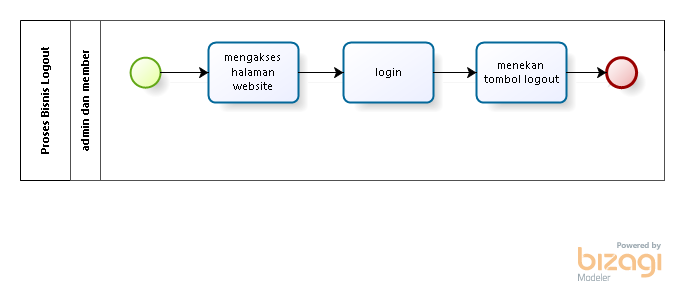 Proses Bisnis Logout
admin dan member
mengakses
halaman
website
login
menekan
tombol logout
Powered by
bizagi
Modeler